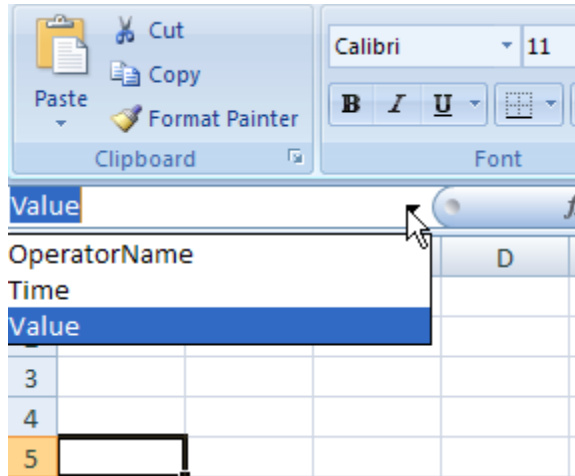 Cut
Copy
Paste
Format Painter
Clipboard
Calibri
11
B I U
Font
Value
OperatorName
Time
Value
D
3
4
5